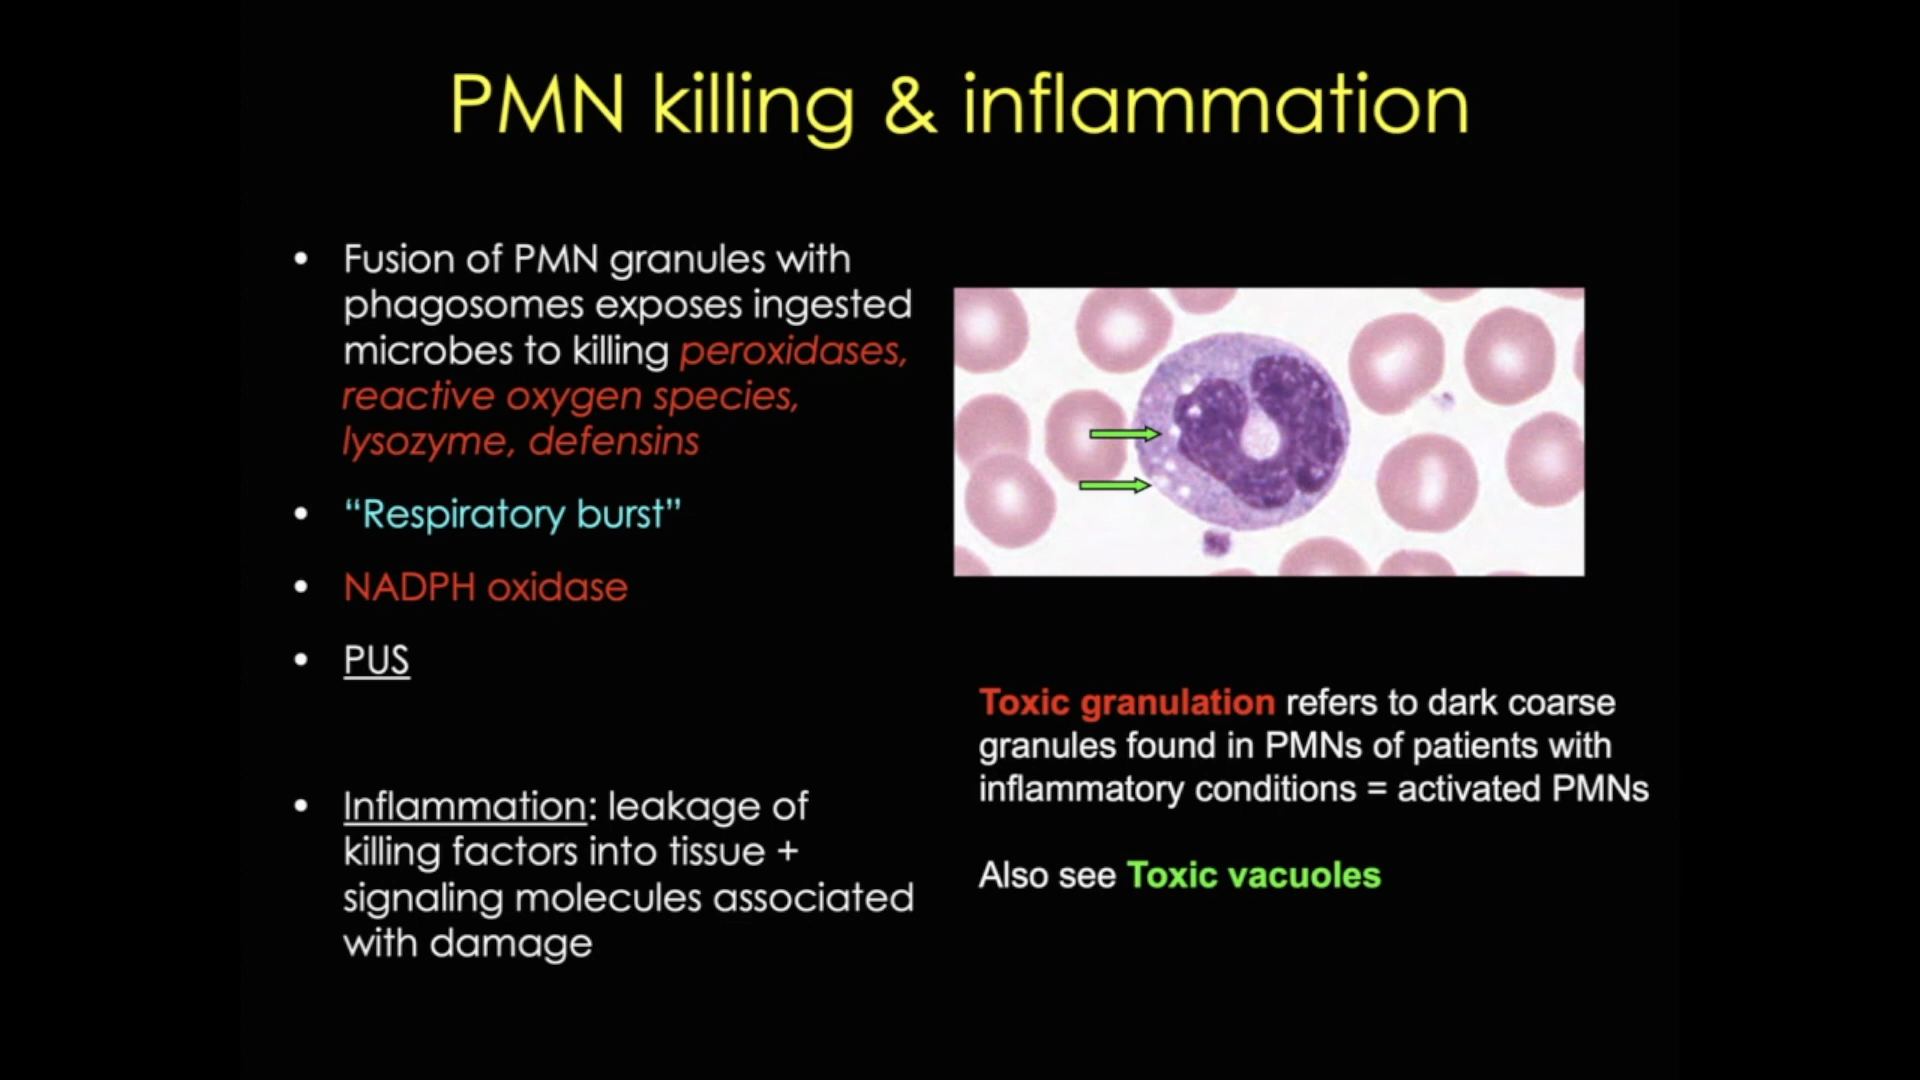 PMN killing & inflammation
• Fusion of PMN granules with
phagosomes exposes ingested
microbes to killing peroxidases,
reactive oxygen species,
lysozyme, defensins
• “Respiratory burst”
• NADPH oxidase
• PUS
• Inflammation: leakage of
killing factors into tissue +
signaling molecules associated
with damage
Toxic granulation refers to dark coarse
granules found in PMNs of patients with
inflammatory conditions = activated PMNs
Also see Toxic vacuoles